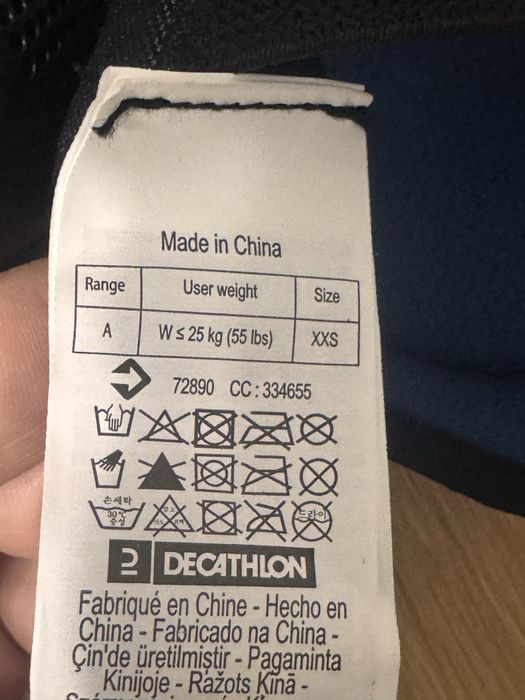 Made in China
Range User weight Size
A W ≤ 25 kg (55 lbs) XXS
72890 CC : 334655
손세탁
30℃
중성
드라이
DECATHLON
Fabriqué en Chine - Hecho en
China - Fabricado na China -
Çin'de üretilmiştir - Pagaminta
Kinijoje - Ražots Ķīnā -